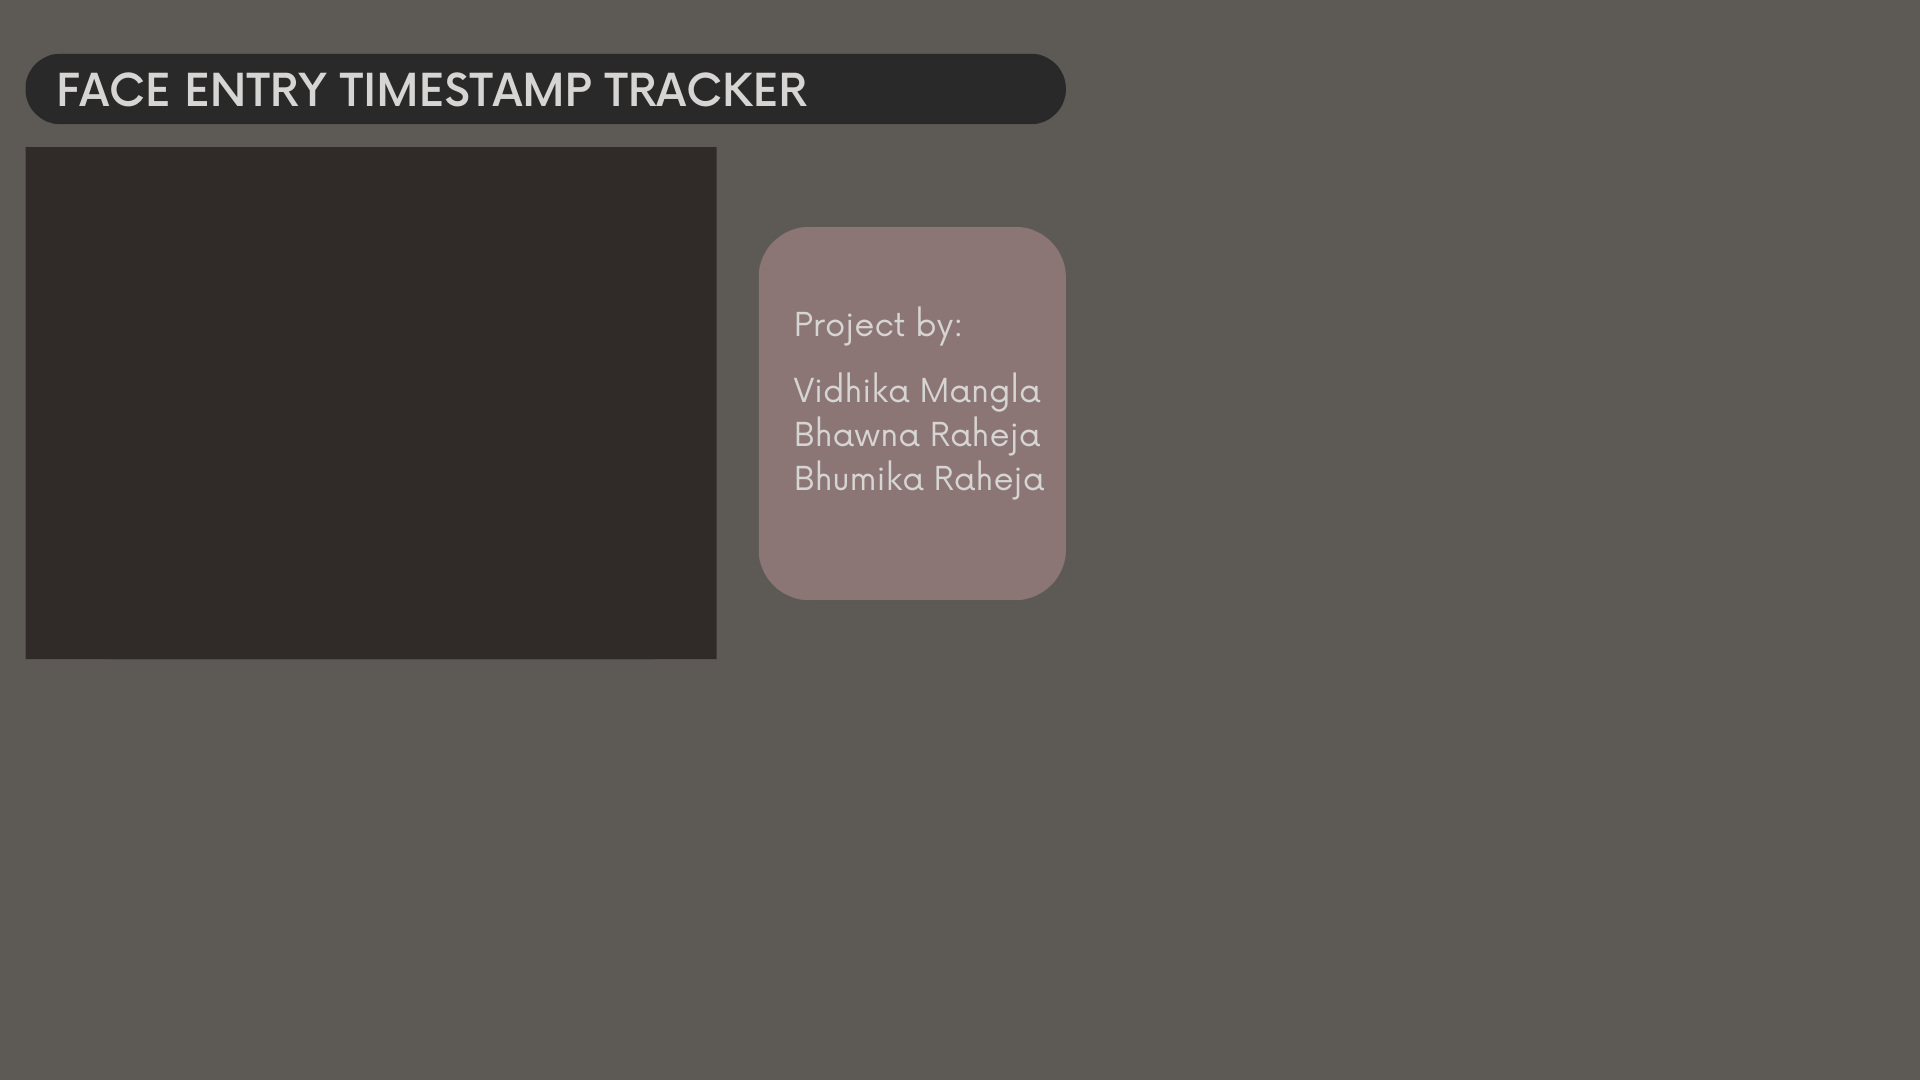 FACE ENTRY TIMESTAMP TRACKER
Project by:
Vidhika Mangla
Bhawna Raheja
Bhumika Raheja